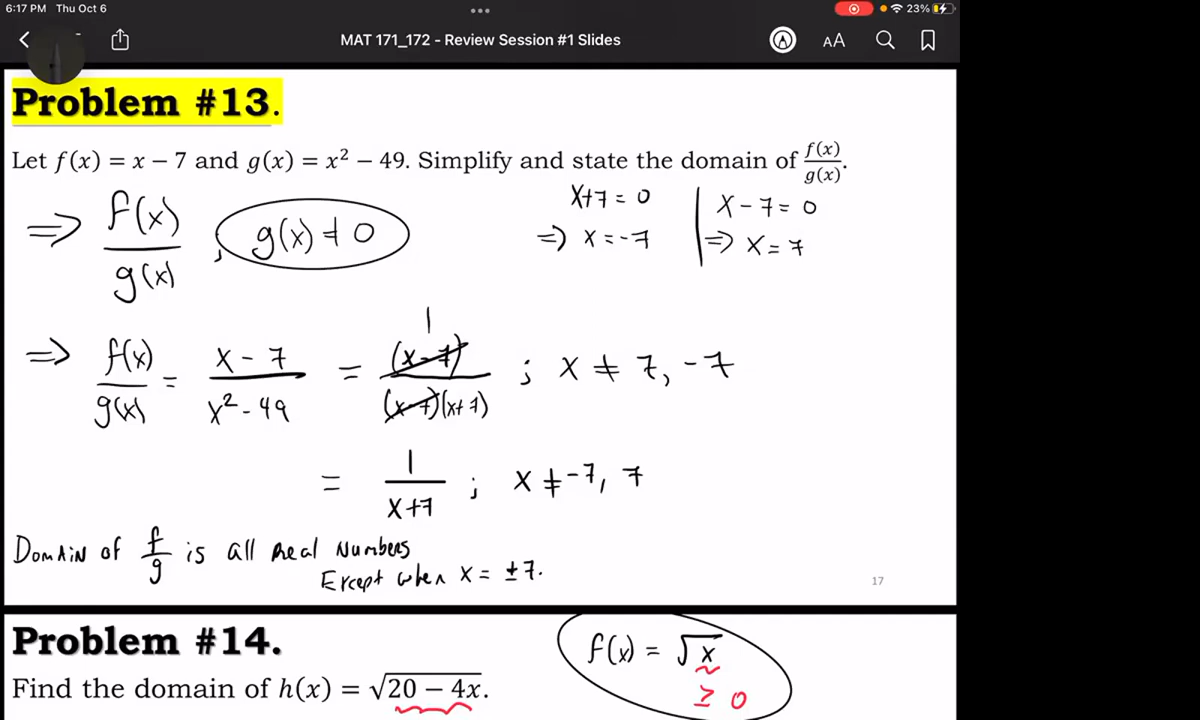 6:17 PM Thu Oct 6
23%
MAT 171_172 - Review Session #1 Slides
AA
Problem #13.
Let f(x) = x − 7 and g(x) = x² − 49. Simplify and state the domain of f(x)/g(x).
x+7 = 0 | x − 7 = 0
=> x = −7 | => x = 7
=> f(x)/g(x), g(x) ≠ 0
=> f(x)/g(x) = x − 7/x² − 49 = (x−7)/(x−7)(x+7) 1 ; x ≠ 7, −7
= 1/x+7 ; x ≠ −7, 7
Domain of f/g is all real numbers
Except when x = ±7.
17
Problem #14.
f(x) = √x
≥ 0
Find the domain of h(x) = √20 − 4x.